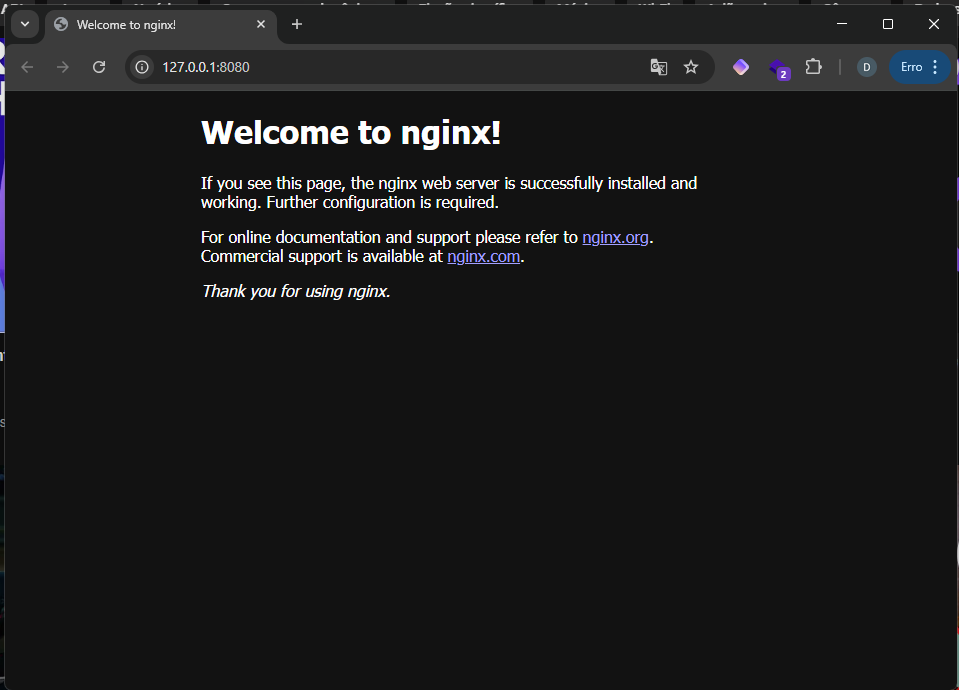 Welcome to nginx!
127.0.0.1:8080
2
D
Erro
Welcome to nginx!
If you see this page, the nginx web server is successfully installed and
working. Further configuration is required.
For online documentation and support please refer to nginx.org.
Commercial support is available at nginx.com.
Thank you for using nginx.